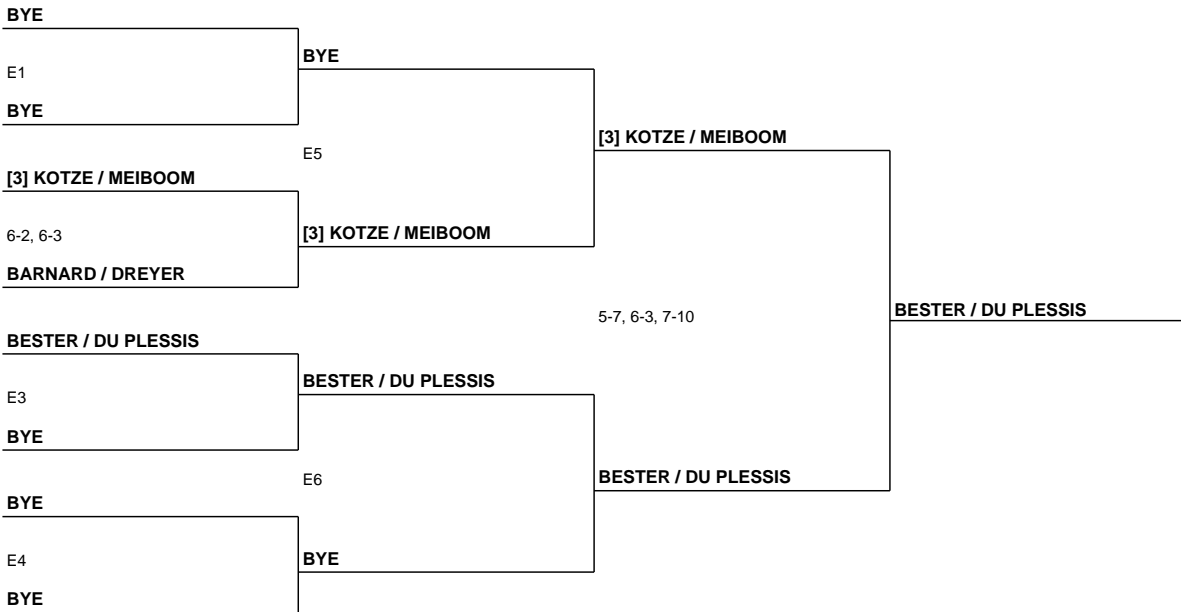 BYE
E1
BYE
[3] KOTZE / MEIBOOM
6-2, 6-3
BARNARD / DREYER
BESTER / DU PLESSIS
E3
BYE
BYE
E4
BYE
BYE
E5
[3] KOTZE / MEIBOOM
BESTER / DU PLESSIS
E6
BYE
[3] KOTZE / MEIBOOM
5-7, 6-3, 7-10
BESTER / DU PLESSIS
BESTER / DU PLESSIS